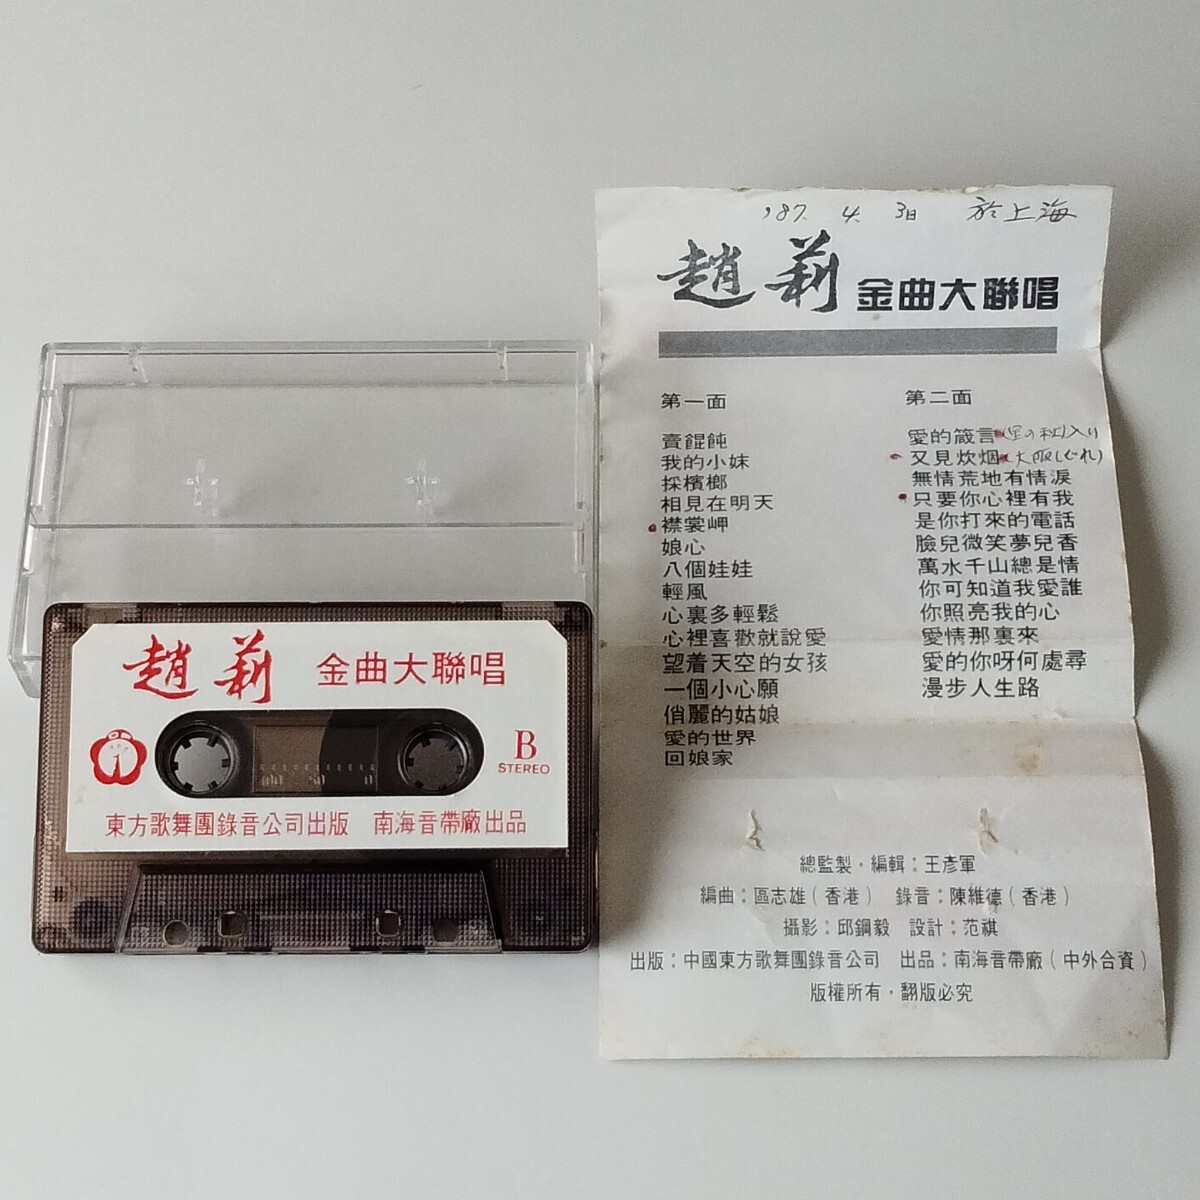 趙莉 金曲大聯唱
B
STEREO
東方歌舞團錄音公司出版 南海音帶廠出品
'87. 4. 3日 於上海
趙莉 金曲大聯唱
第一面
賣餛飩
我的小妹
採檳榔
相見在明天
襟裳岬
娘心
八個娃娃
輕風
心裏多輕鬆
心裡喜歡就說愛
望着天空的女孩
一個小心願
俏麗的姑娘
愛的世界
回娘家
第二面
愛的箴言
又見炊烟 (大阪しぐれ)
無情荒地有情淚
只要你心裡有我
是你打來的電話
臉兒微笑夢兒香
萬水千山總是情
你可知道我愛誰
你照亮我的心
愛情那裏來
愛的你呀何處尋
漫步人生路
總監製·編輯：王彥軍
編曲：區志雄（香港） 錄音：陳維德（香港）
攝影：邱鋼毅 設計：范祺
出版：中國東方歌舞團錄音公司 出品：南海音帶廠（中外合資）
版權所有·翻版必究